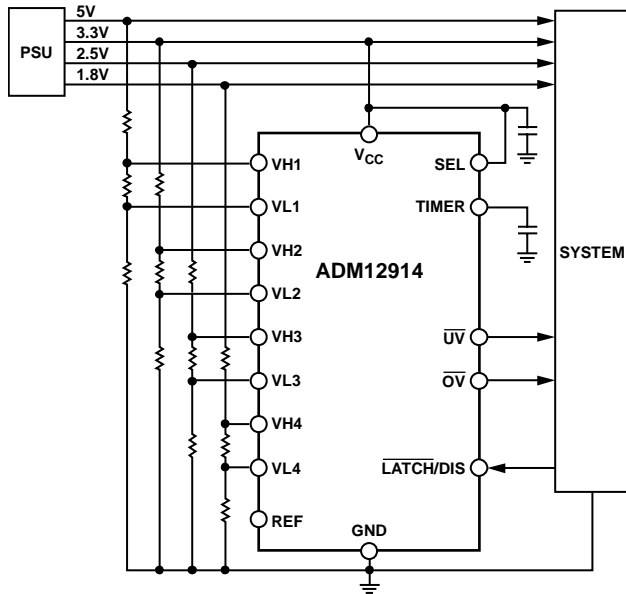 5V
3.3V
2.5V
1.8V
PSU
VCC
VH1
SEL
VL1
TIMER
VH2
SYSTEM
ADM12914
VL2
VH3
UV
VL3
OV
VH4
VL4
LATCH/DIS
REF
GND